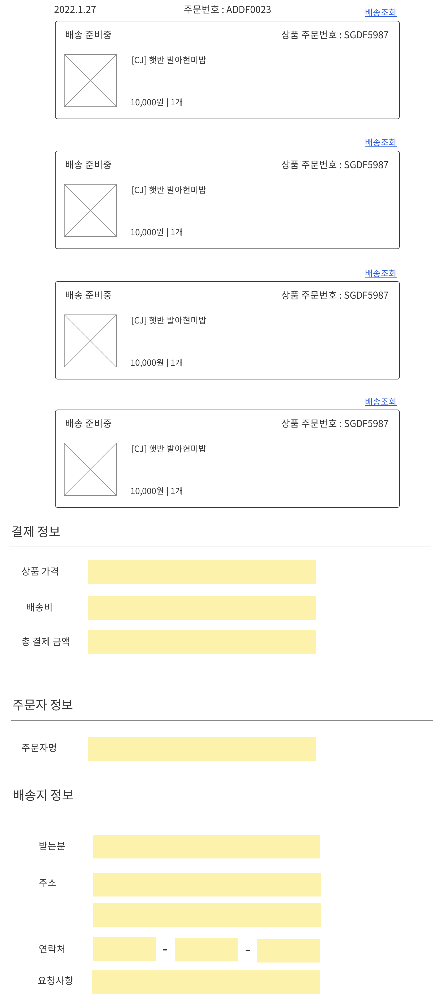 2022.1.27 주문번호 : ADDF0023 배송조회
배송 준비중 상품 주문번호 : SGDF5987
[CJ] 햇반 발아현미밥
10,000원 | 1개
배송조회
배송 준비중 상품 주문번호 : SGDF5987
[CJ] 햇반 발아현미밥
10,000원 | 1개
배송조회
배송 준비중 상품 주문번호 : SGDF5987
[CJ] 햇반 발아현미밥
10,000원 | 1개
배송조회
배송 준비중 상품 주문번호 : SGDF5987
[CJ] 햇반 발아현미밥
10,000원 | 1개
결제 정보
상품 가격
배송비
총 결제 금액
주문자 정보
주문자명
배송지 정보
받는분
주소
연락처 - -
요청사항